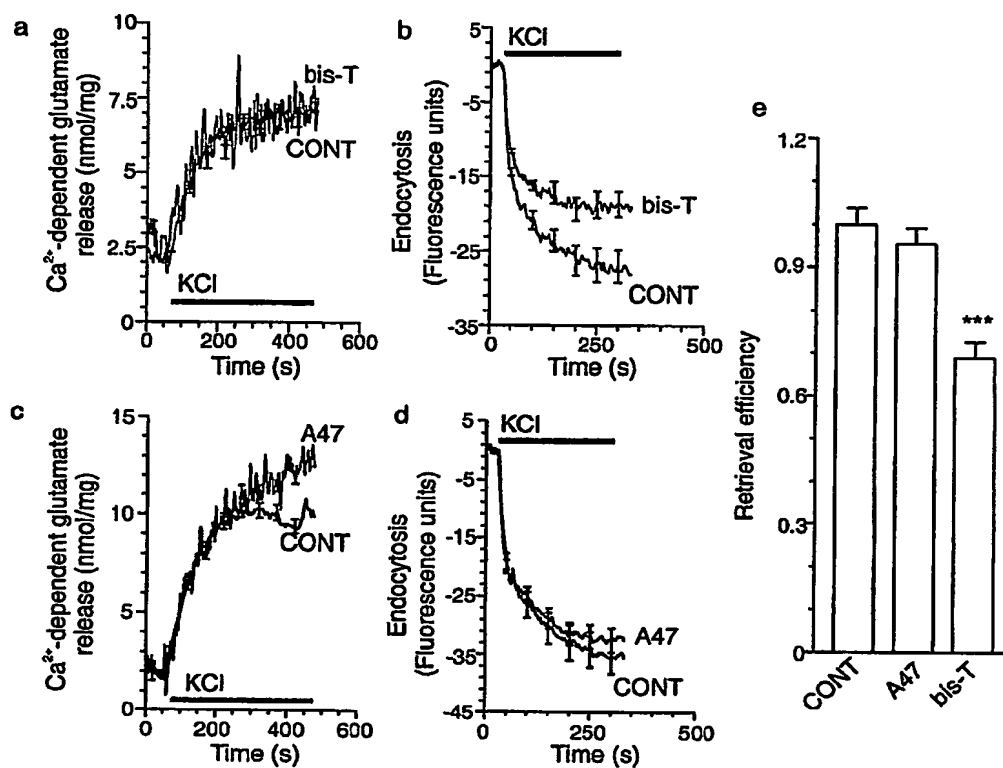 a
Ca²⁺-dependent glutamate
release (nmol/mg)
10
7.5
5
2.5
0
bis-T
CONT
KCl
0 200 400 600
Time (s)
b
Endocytosis
(Fluorescence units)
5
-5
-15
-25
-35
KCl
bis-T
CONT
0 250 500
Time (s)
c
Ca²⁺-dependent glutamate
release (nmol/mg)
15
10
5
0
A47
CONT
KCl
0 200 400 600
Time (s)
d
Endocytosis
(Fluorescence units)
5
-5
-15
-25
-35
-45
KCl
A47
CONT
0 250 500
Time (s)
e
Retrieval efficiency
1.2
0.9
0.6
0.3
0
***
CONT
A47
bis-T